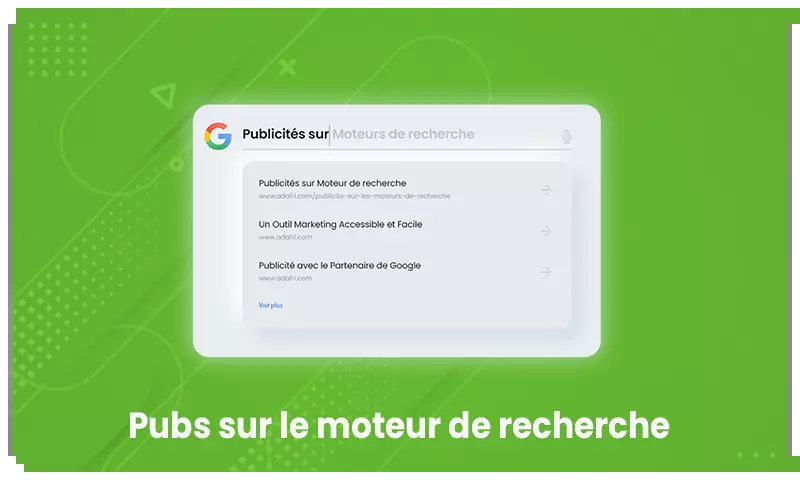 Publicités sur Moteurs de recherche
Publicités sur Moteur de recherche
www.adafri.com/publicite-sur-les-moteurs-de-recherche
Un Outil Marketing Accessible et Facile
www.adafri.com
Publicité avec le Partenaire de Google
www.adafri.com
Voir plus
Pubs sur le moteur de recherche